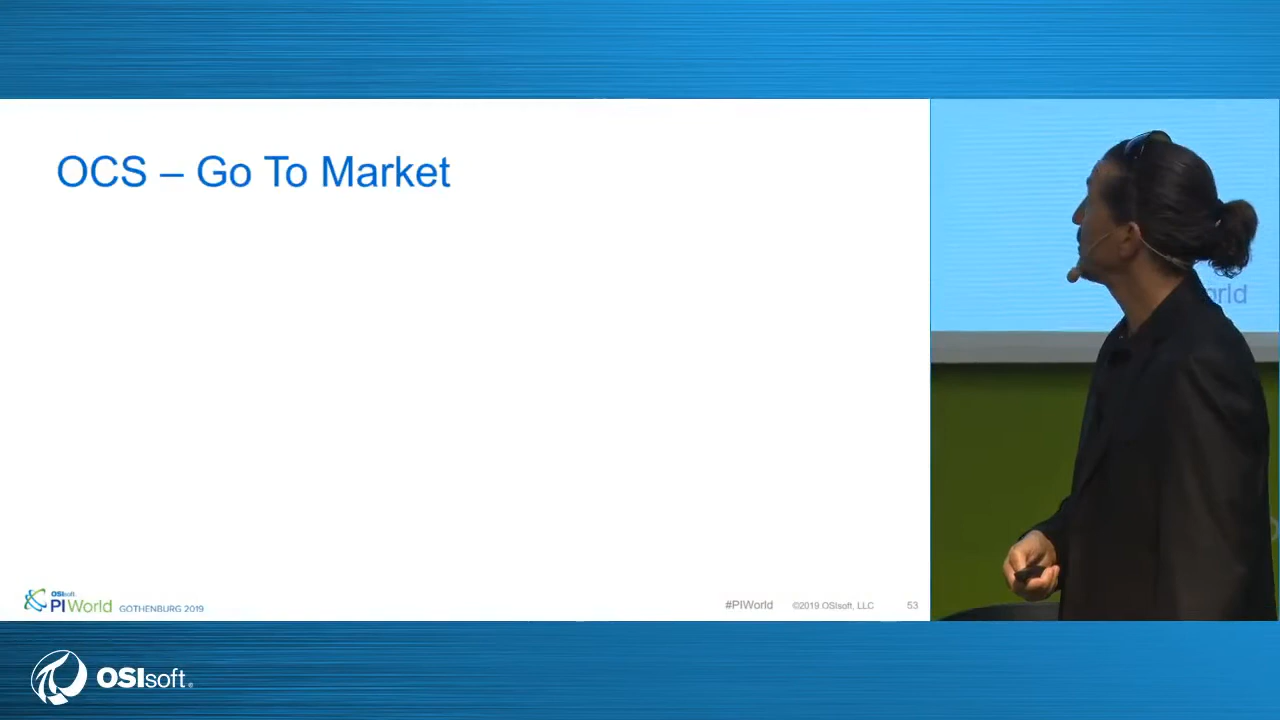 OCS – Go To Market
orld
OSIsoft.
PI World GOTHENBURG 2019
#PIWorld ©2019 OSIsoft, LLC 53
OSIsoft®